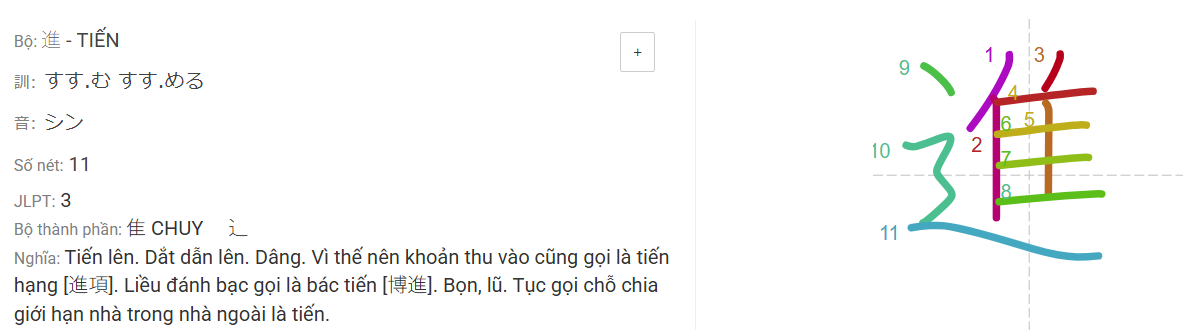 Bộ: 進 - TIẾN
+
訓: すす.む すす.める
音: シン
Số nét: 11
JLPT: 3
Bộ thành phần: 隹 CHUY 辶
Nghĩa: Tiến lên. Dắt dẫn lên. Dâng. Vì thế nên khoản thu vào cũng gọi là tiến
hạng [進項]. Liều đánh bạc gọi là bác tiến [博進]. Bọn, lũ. Tục gọi chỗ chia
giới hạn nhà trong nhà ngoài là tiến.
進
1
3
9
4
5
6
2
10
7
8
11